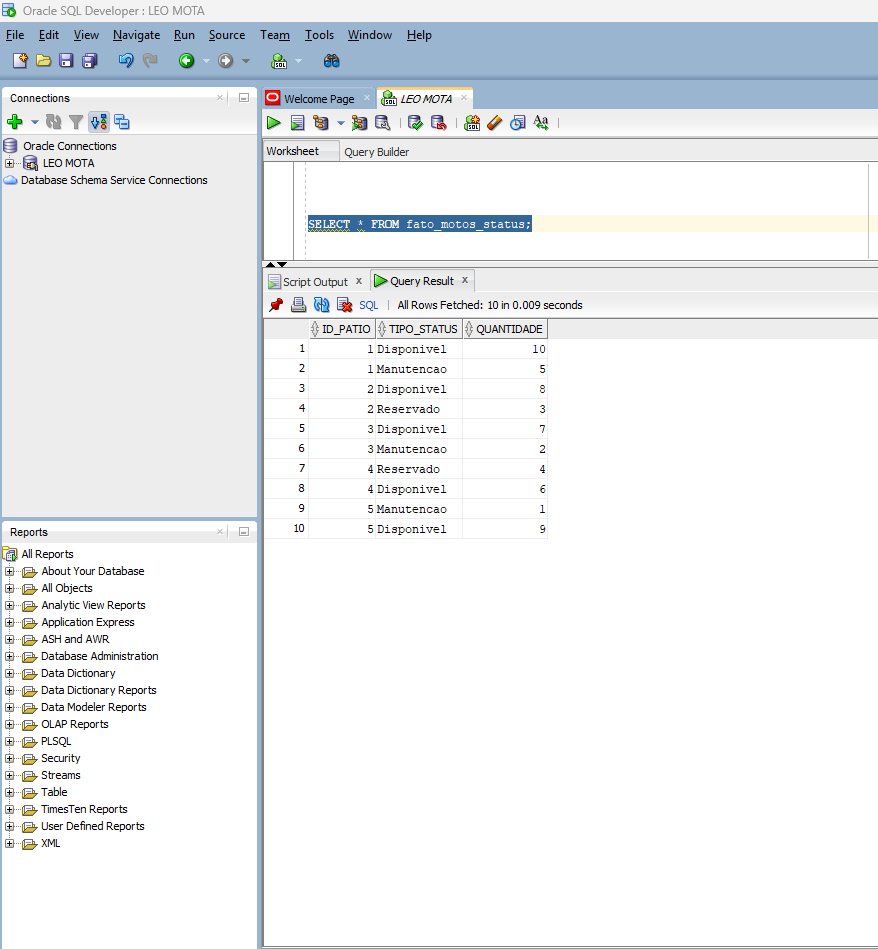 Oracle SQL Developer : LEO MOTA
File Edit View Navigate Run Source Team Tools Window Help
Connections
Oracle Connections
LEO MOTA
Database Schema Service Connections
Reports
All Reports
About Your Database
All Objects
Analytic View Reports
Application Express
ASH and AWR
Database Administration
Data Dictionary
Data Dictionary Reports
Data Modeler Reports
OLAP Reports
PLSQL
Security
Streams
Table
TimesTen Reports
User Defined Reports
XML
Welcome Page LEO MOTA
Worksheet Query Builder
SELECT * FROM fato_motos_status;
Script Output x Query Result x
SQL | All Rows Fetched: 10 in 0.009 seconds
ID_PATIO TIPO_STATUS QUANTIDADE
1 1 Disponivel 10
2 1 Manutencao 5
3 2 Disponivel 8
4 2 Reservado 3
5 3 Disponivel 7
6 3 Manutencao 2
7 4 Reservado 4
8 4 Disponivel 6
9 5 Manutencao 1
10 5 Disponivel 9